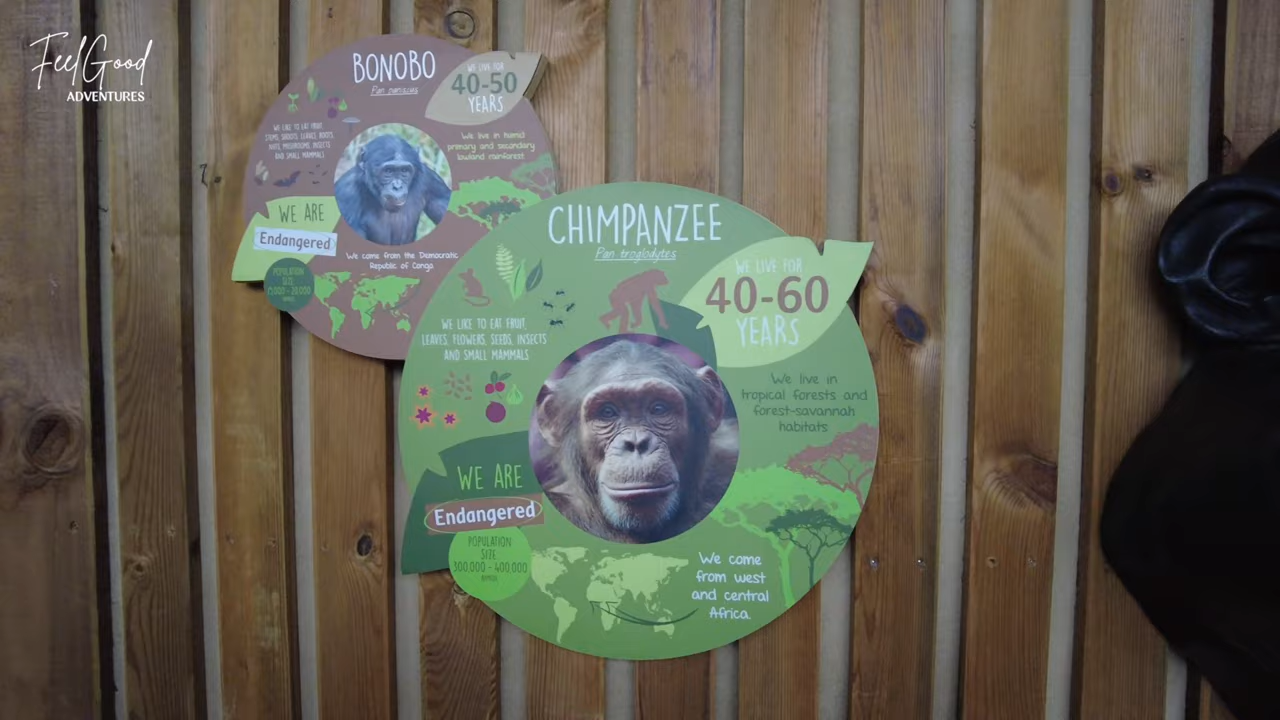 FeelGood
ADVENTURES
BONOBO
Pan paniscus
WE LIVE FOR
40-50
YEARS
WE LIKE TO EAT FRUIT,
STEMS, SHOOTS, LEAVES, ROOTS,
NUTS, MUSHROOMS, INSECTS
AND SMALL MAMMALS
We live in humid
primary and secondary
lowland rainforest
WE ARE
Endangered
We come from the Democratic
Republic of Congo
POPULATION
SIZE:
CHIMPANZEE
Pan troglodytes
WE LIVE FOR
40-60
YEARS
WE LIKE TO EAT FRUIT,
LEAVES, FLOWERS, SEEDS, INSECTS
AND SMALL MAMMALS
We live in
tropical forests and
forest-savannah
habitats
WE ARE
Endangered
POPULATION
SIZE:
300,000 - 400,000
We come
from west
and central
Africa.